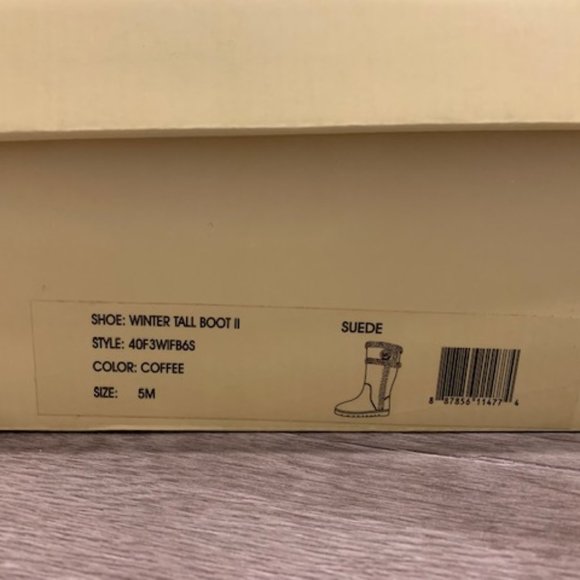 SHOE: WINTER TALL BOOT II
STYLE: 40F3WIFB6S
COLOR: COFFEE
SIZE: 5M
SUEDE
8 87856 11477 4